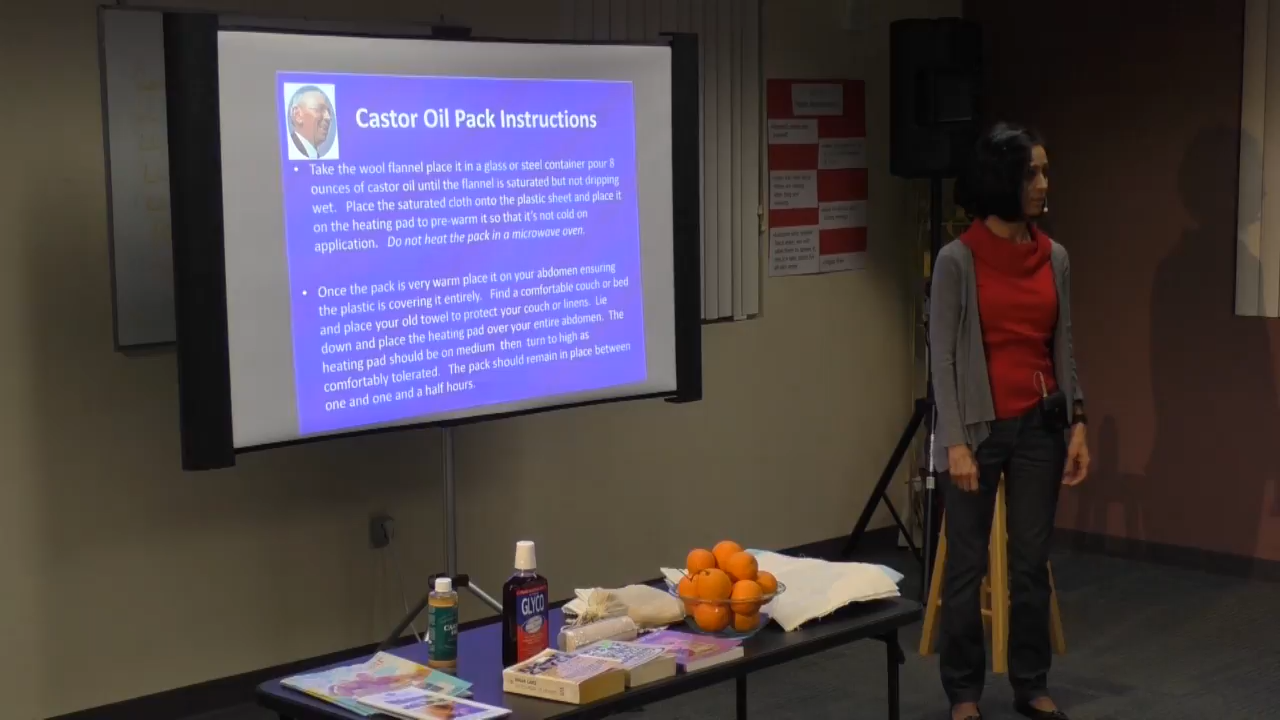 Castor Oil Pack Instructions
• Take the wool flannel place it in a glass or steel container pour 8
ounces of castor oil until the flannel is saturated but not dripping
wet. Place the saturated cloth onto the plastic sheet and place it
on the heating pad to pre-warm it so that it's not cold on
application. Do not heat the pack in a microwave oven.
• Once the pack is very warm place it on your abdomen ensuring
the plastic is covering it entirely. Find a comfortable couch or bed
and place your old towel to protect your couch or linens. Lie
down and place the heating pad over your entire abdomen. The
heating pad should be on medium then turn to high as
comfortably tolerated. The pack should remain in place between
one and one and a half hours.
GLYCO